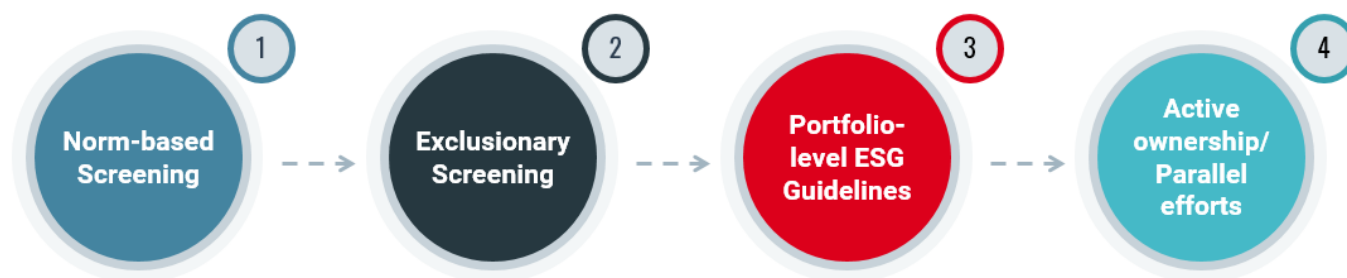 1
Norm-based
Screening
2
Exclusionary
Screening
3
Portfolio-
level ESG
Guidelines
4
Active
ownership/
Parallel
efforts